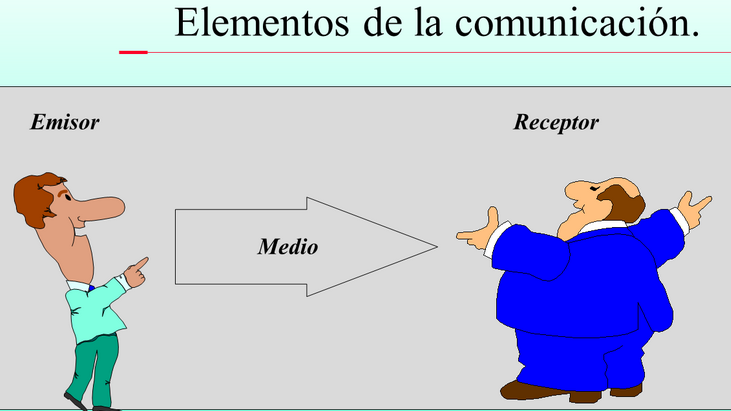 Elementos de la comunicación.
Emisor
Receptor
Medio